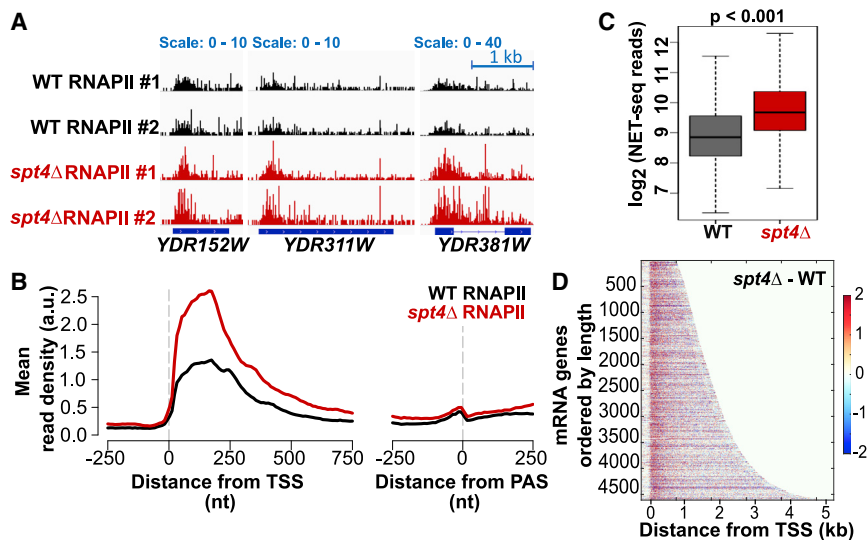 A
Scale: 0 - 10 Scale: 0 - 10 Scale: 0 - 40
1 kb
WT RNAPII #1
WT RNAPII #2
spt4Δ RNAPII #1
spt4ΔRNAPII #2
YDR152W YDR311W YDR381W
B
Mean
read density (a.u.)
2.5
2.0
1.5
1.0
0.5
0.0
WT RNAPII
spt4Δ RNAPII
-250 0 250 500 750
Distance from TSS
(nt)
-250 0 250
Distance from PAS
(nt)
C
p < 0.001
log2 (NET-seq reads)
12
11
10
9
8
7
WT spt4Δ
D
spt4Δ - WT
mRNA genes
ordered by length
500
1000
1500
2000
2500
3000
3500
4000
4500
0 1 2 3 4 5
Distance from TSS (kb)
2
1
0
-1
-2